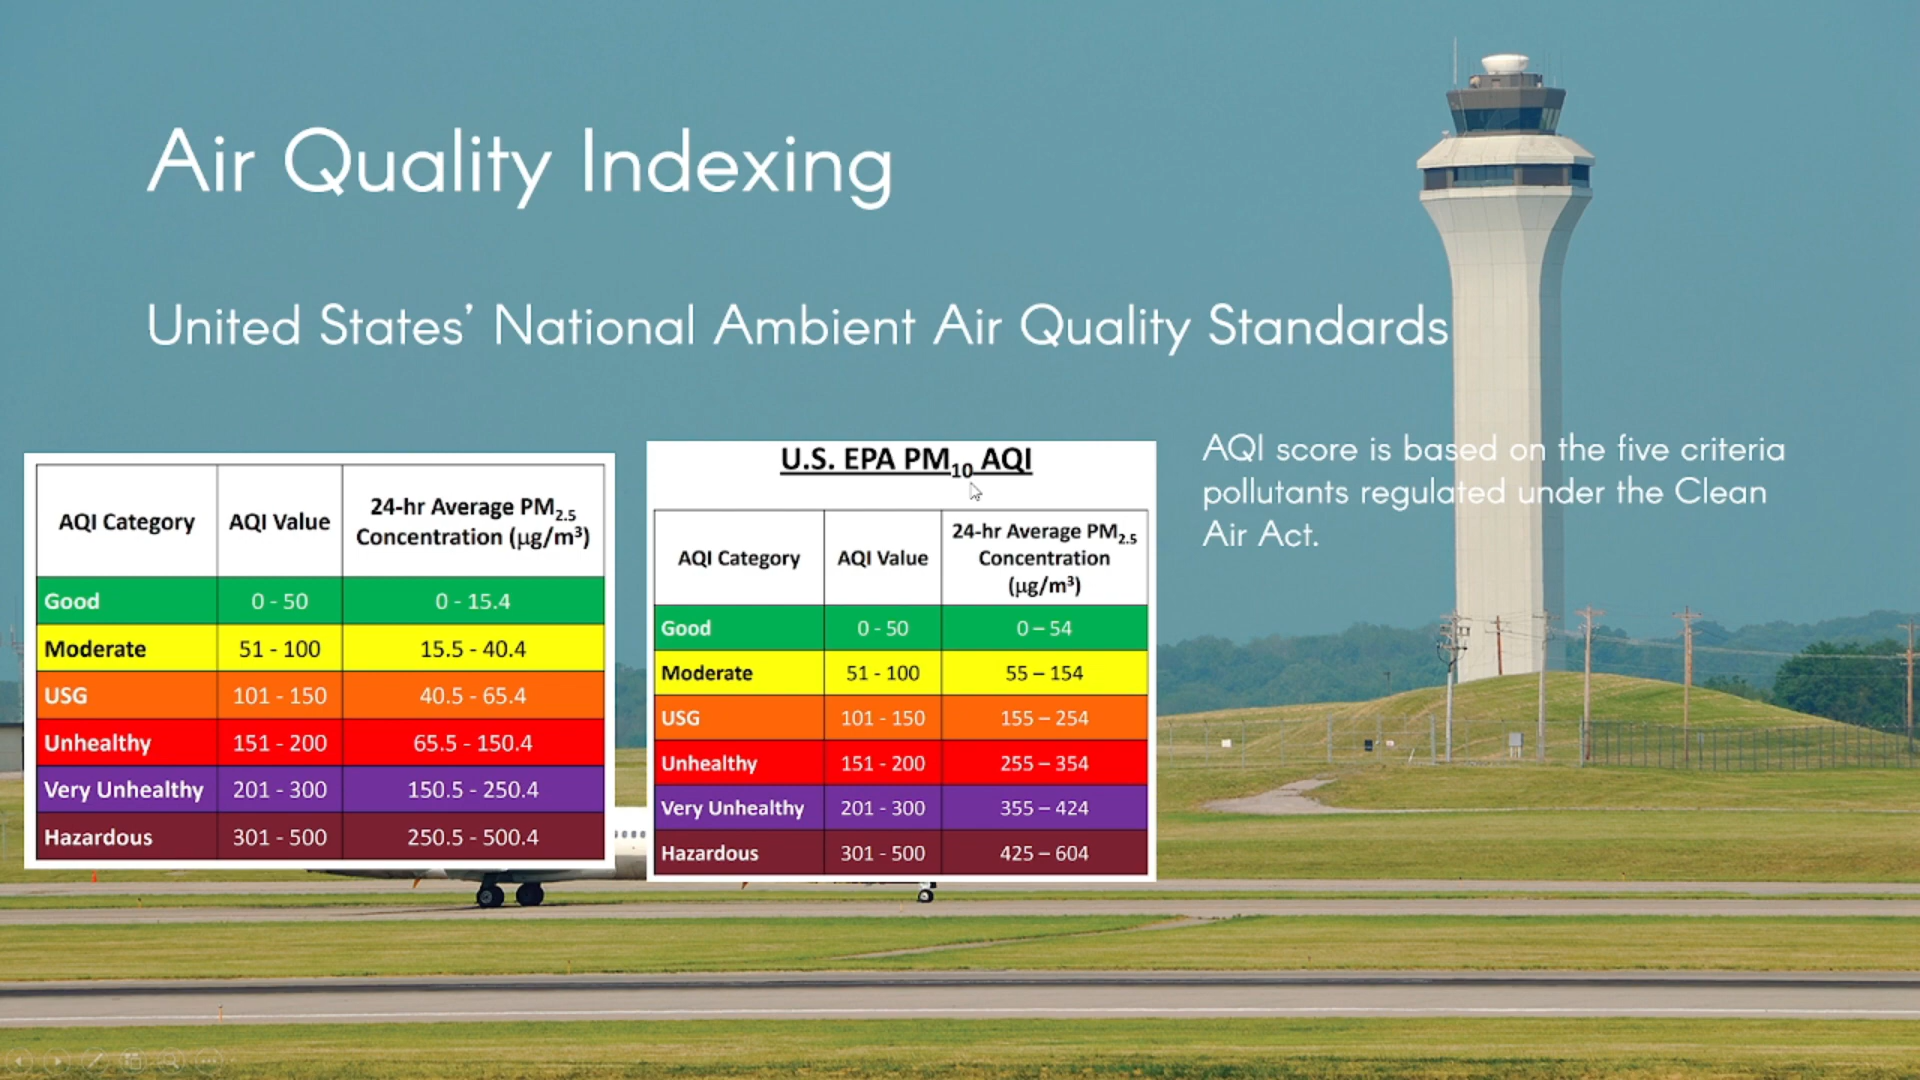 Air Quality Indexing
United States’ National Ambient Air Quality Standards
AQI Category AQI Value 24-hr Average PM2.5 Concentration (µg/m³)
Good 0 - 50 0 - 15.4
Moderate 51 - 100 15.5 - 40.4
USG 101 - 150 40.5 - 65.4
Unhealthy 151 - 200 65.5 - 150.4
Very Unhealthy 201 - 300 150.5 - 250.4
Hazardous 301 - 500 250.5 - 500.4
U.S. EPA PM10 AQI
AQI Category AQI Value 24-hr Average PM2.5 Concentration (µg/m³)
Good 0 - 50 0 – 54
Moderate 51 - 100 55 – 154
USG 101 - 150 155 – 254
Unhealthy 151 - 200 255 – 354
Very Unhealthy 201 - 300 355 – 424
Hazardous 301 - 500 425 – 604
AQI score is based on the five criteria
pollutants regulated under the Clean
Air Act.